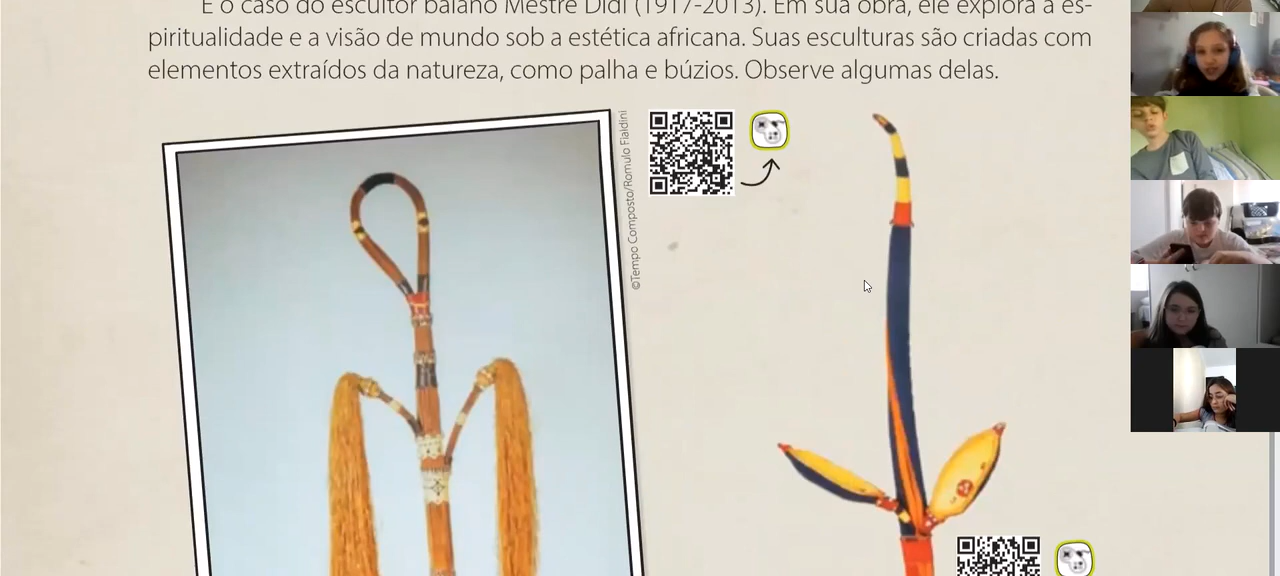 É o caso do escultor baiano Mestre Didi (1917-2013). Em sua obra, ele explora a es-
piritualidade e a visão de mundo sob a estética africana. Suas esculturas são criadas com
elementos extraídos da natureza, como palha e búzios. Observe algumas delas.
©Tempo Composto/Romulo Fialdini